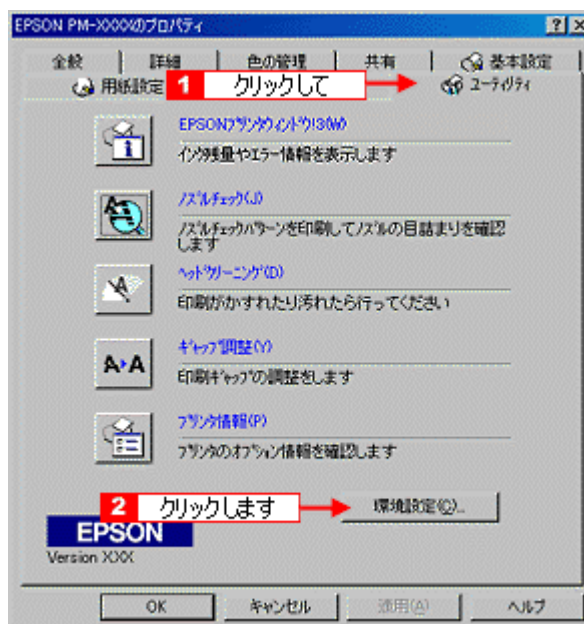 EPSON PM-XXXXのプロパティ
全般 詳細 色の管理 共有 基本設定
用紙設定 1 クリックして ユーティリティ
EPSONプリンタウィンドウ!3(W)
インク残量やエラー情報を表示します
ノズルチェック(J)
ノズルチェックパターンを印刷してノズルの目詰まりを確認
します
ヘッドクリーニング(D)
印刷がかすれたり汚れたら行ってください
ギャップ調整(Y)
印刷ギャップの調整をします
プリンタ情報(P)
プリンタのオプション情報を確認します
2 クリックします 環境設定(C)...
EPSON
Version XXX
OK キャンセル 適用(A) ヘルプ